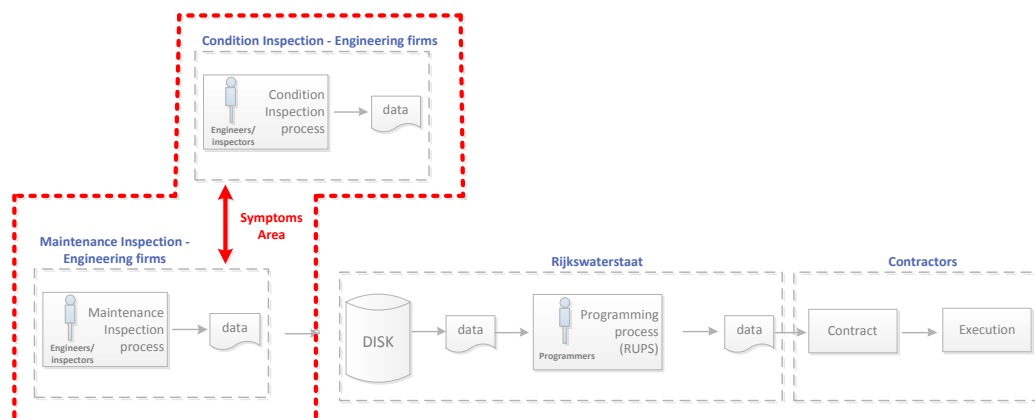 Condition Inspection - Engineering firms
Condition
Inspection
process
Engineers/
inspectors
data
Symptoms
Area
Maintenance Inspection -
Engineering firms
Maintenance
Inspection
process
Engineers/
inspectors
data
Rijkswaterstaat
DISK
data
Programming
process
(RUPS)
Programmers
data
Contractors
Contract
Execution